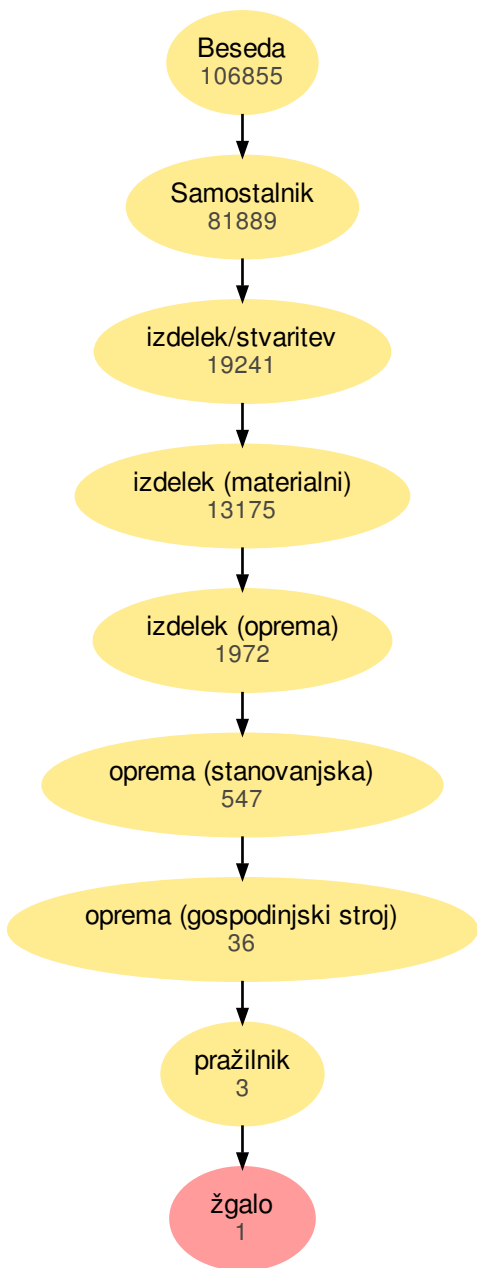 Beseda
106855
Samostalnik
81889
izdelek/stvaritev
19241
izdelek (materialni)
13175
izdelek (oprema)
1972
oprema (stanovanjska)
547
oprema (gospodinjski stroj)
36
pražilnik
3
žgalo
1